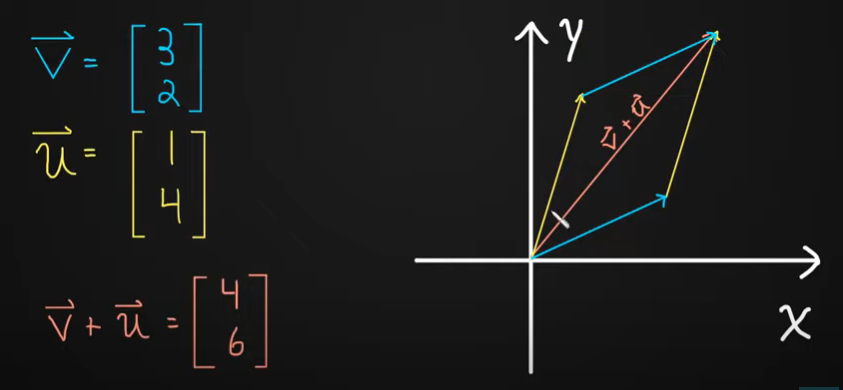 v⃗ = [3
2]
u⃗ = [1
4]
v⃗ + u⃗ = [4
6]
y
v⃗ + u⃗
x